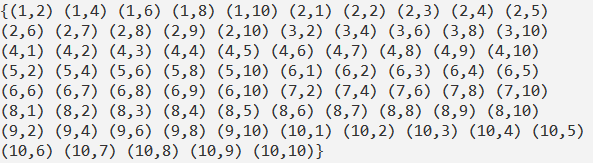 {(1,2) (1,4) (1,6) (1,8) (1,10) (2,1) (2,2) (2,3) (2,4) (2,5)
(2,6) (2,7) (2,8) (2,9) (2,10) (3,2) (3,4) (3,6) (3,8) (3,10)
(4,1) (4,2) (4,3) (4,4) (4,5) (4,6) (4,7) (4,8) (4,9) (4,10)
(5,2) (5,4) (5,6) (5,8) (5,10) (6,1) (6,2) (6,3) (6,4) (6,5)
(6,6) (6,7) (6,8) (6,9) (6,10) (7,2) (7,4) (7,6) (7,8) (7,10)
(8,1) (8,2) (8,3) (8,4) (8,5) (8,6) (8,7) (8,8) (8,9) (8,10)
(9,2) (9,4) (9,6) (9,8) (9,10) (10,1) (10,2) (10,3) (10,4) (10,5)
(10,6) (10,7) (10,8) (10,9) (10,10)}